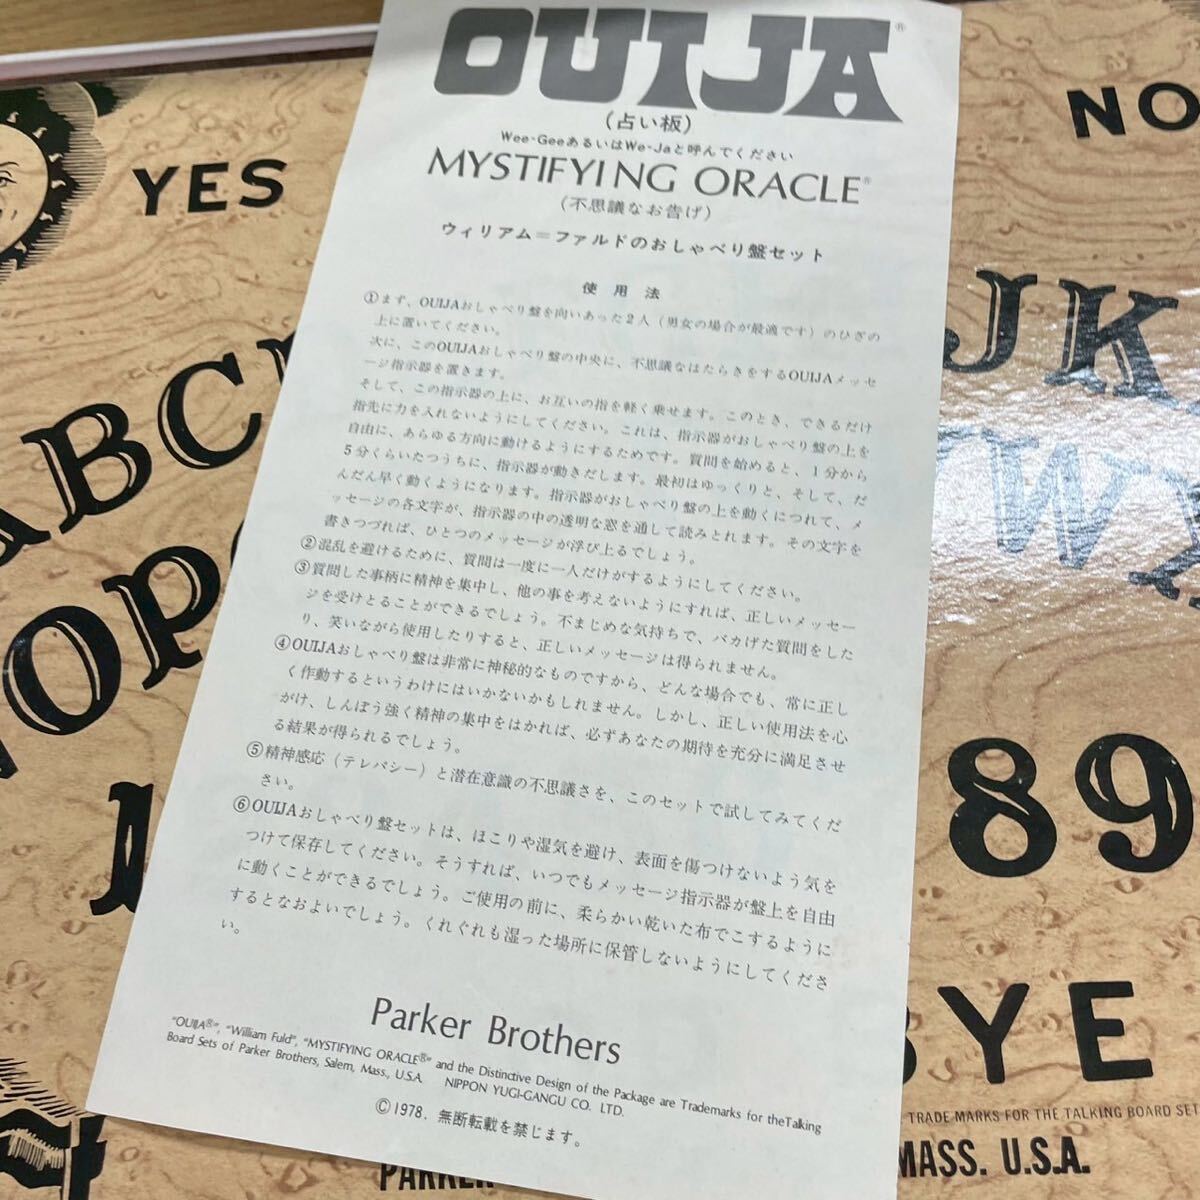 OUIJA®
(占い板)
Wee-GeeあるいはWe-Jaと呼んでください
MYSTIFYING ORACLE®
(不思議なお告げ)
ウィリアム=ファルドのおしゃべり盤セット
使用法
①まず、OUIJAおしゃべり盤を向いあった2人(男女の場合が最適です)のひざの
上に置いてください。
次に、このOUIJAおしゃべり盤の中央に、不思議なはたらきをするOUIJAメッセ
ージ指示器を置きます。
そして、この指示器の上に、お互いの指を軽く乗せます。このとき、できるだけ
指先に力を入れないようにしてください。これは、指示器がおしゃべり盤の上を
自由に、あらゆる方向に動けるようにするためです。質問を始めると、1分から
5分くらいたつうちに、指示器が動きだします。最初はゆっくりと、そして、だ
んだん早く動くようになります。指示器がおしゃべり盤の上を動くにつれて、メ
ッセージの各文字が、指示器の中の透明な窓を通して読みとれます。その文字を
書きつづれば、ひとつのメッセージが浮び上るでしょう。
②混乱を避けるために、質問は一度に一人だけがするようにしてください。
③質問した事柄に精神を集中し、他の事を考えないようにすれば、正しいメッセー
ジを受けとることができるでしょう。不まじめな気持ちで、バカげた質問をした
り、笑いながら使用したりすると、正しいメッセージは得られません。
④OUIJAおしゃべり盤は非常に神秘的なものですから、どんな場合でも、常に正し
く作動するというわけにはいかないかもしれません。しかし、正しい使用法を心
がけ、しんぼう強く精神の集中をはかれば、必ずあなたの期待を充分に満足させ
る結果が得られるでしょう。
⑤精神感応(テレパシー)と潜在意識の不思議さを、このセットで試してみてくだ
さい。
⑥OUIJAおしゃべり盤セットは、ほこりや湿気を避け、表面を傷つけないよう気を
つけて保存してください。そうすれば、いつでもメッセージ指示器が盤上を自由
に動くことができるでしょう。ご使用の前に、柔らかい乾いた布でこするように
するとなおよいでしょう。くれぐれも湿った場所に保管しないようにしてくださ
い。
Parker Brothers
"OUIJA®", "William Fuld", "MYSTIFYING ORACLE®" and the Distinctive Design of the Package are Trademarks for theTalking
Board Sets of Parker Brothers, Salem, Mass., U.S.A. NIPPON YUGI-GANGU CO. LTD.
©1978. 無断転載を禁じます。
YES
NO
ABC
JK
OP
W
89
BYE
TRADE MARKS FOR THE TALKING BOARD SET
PARKER
MASS. U.S.A.